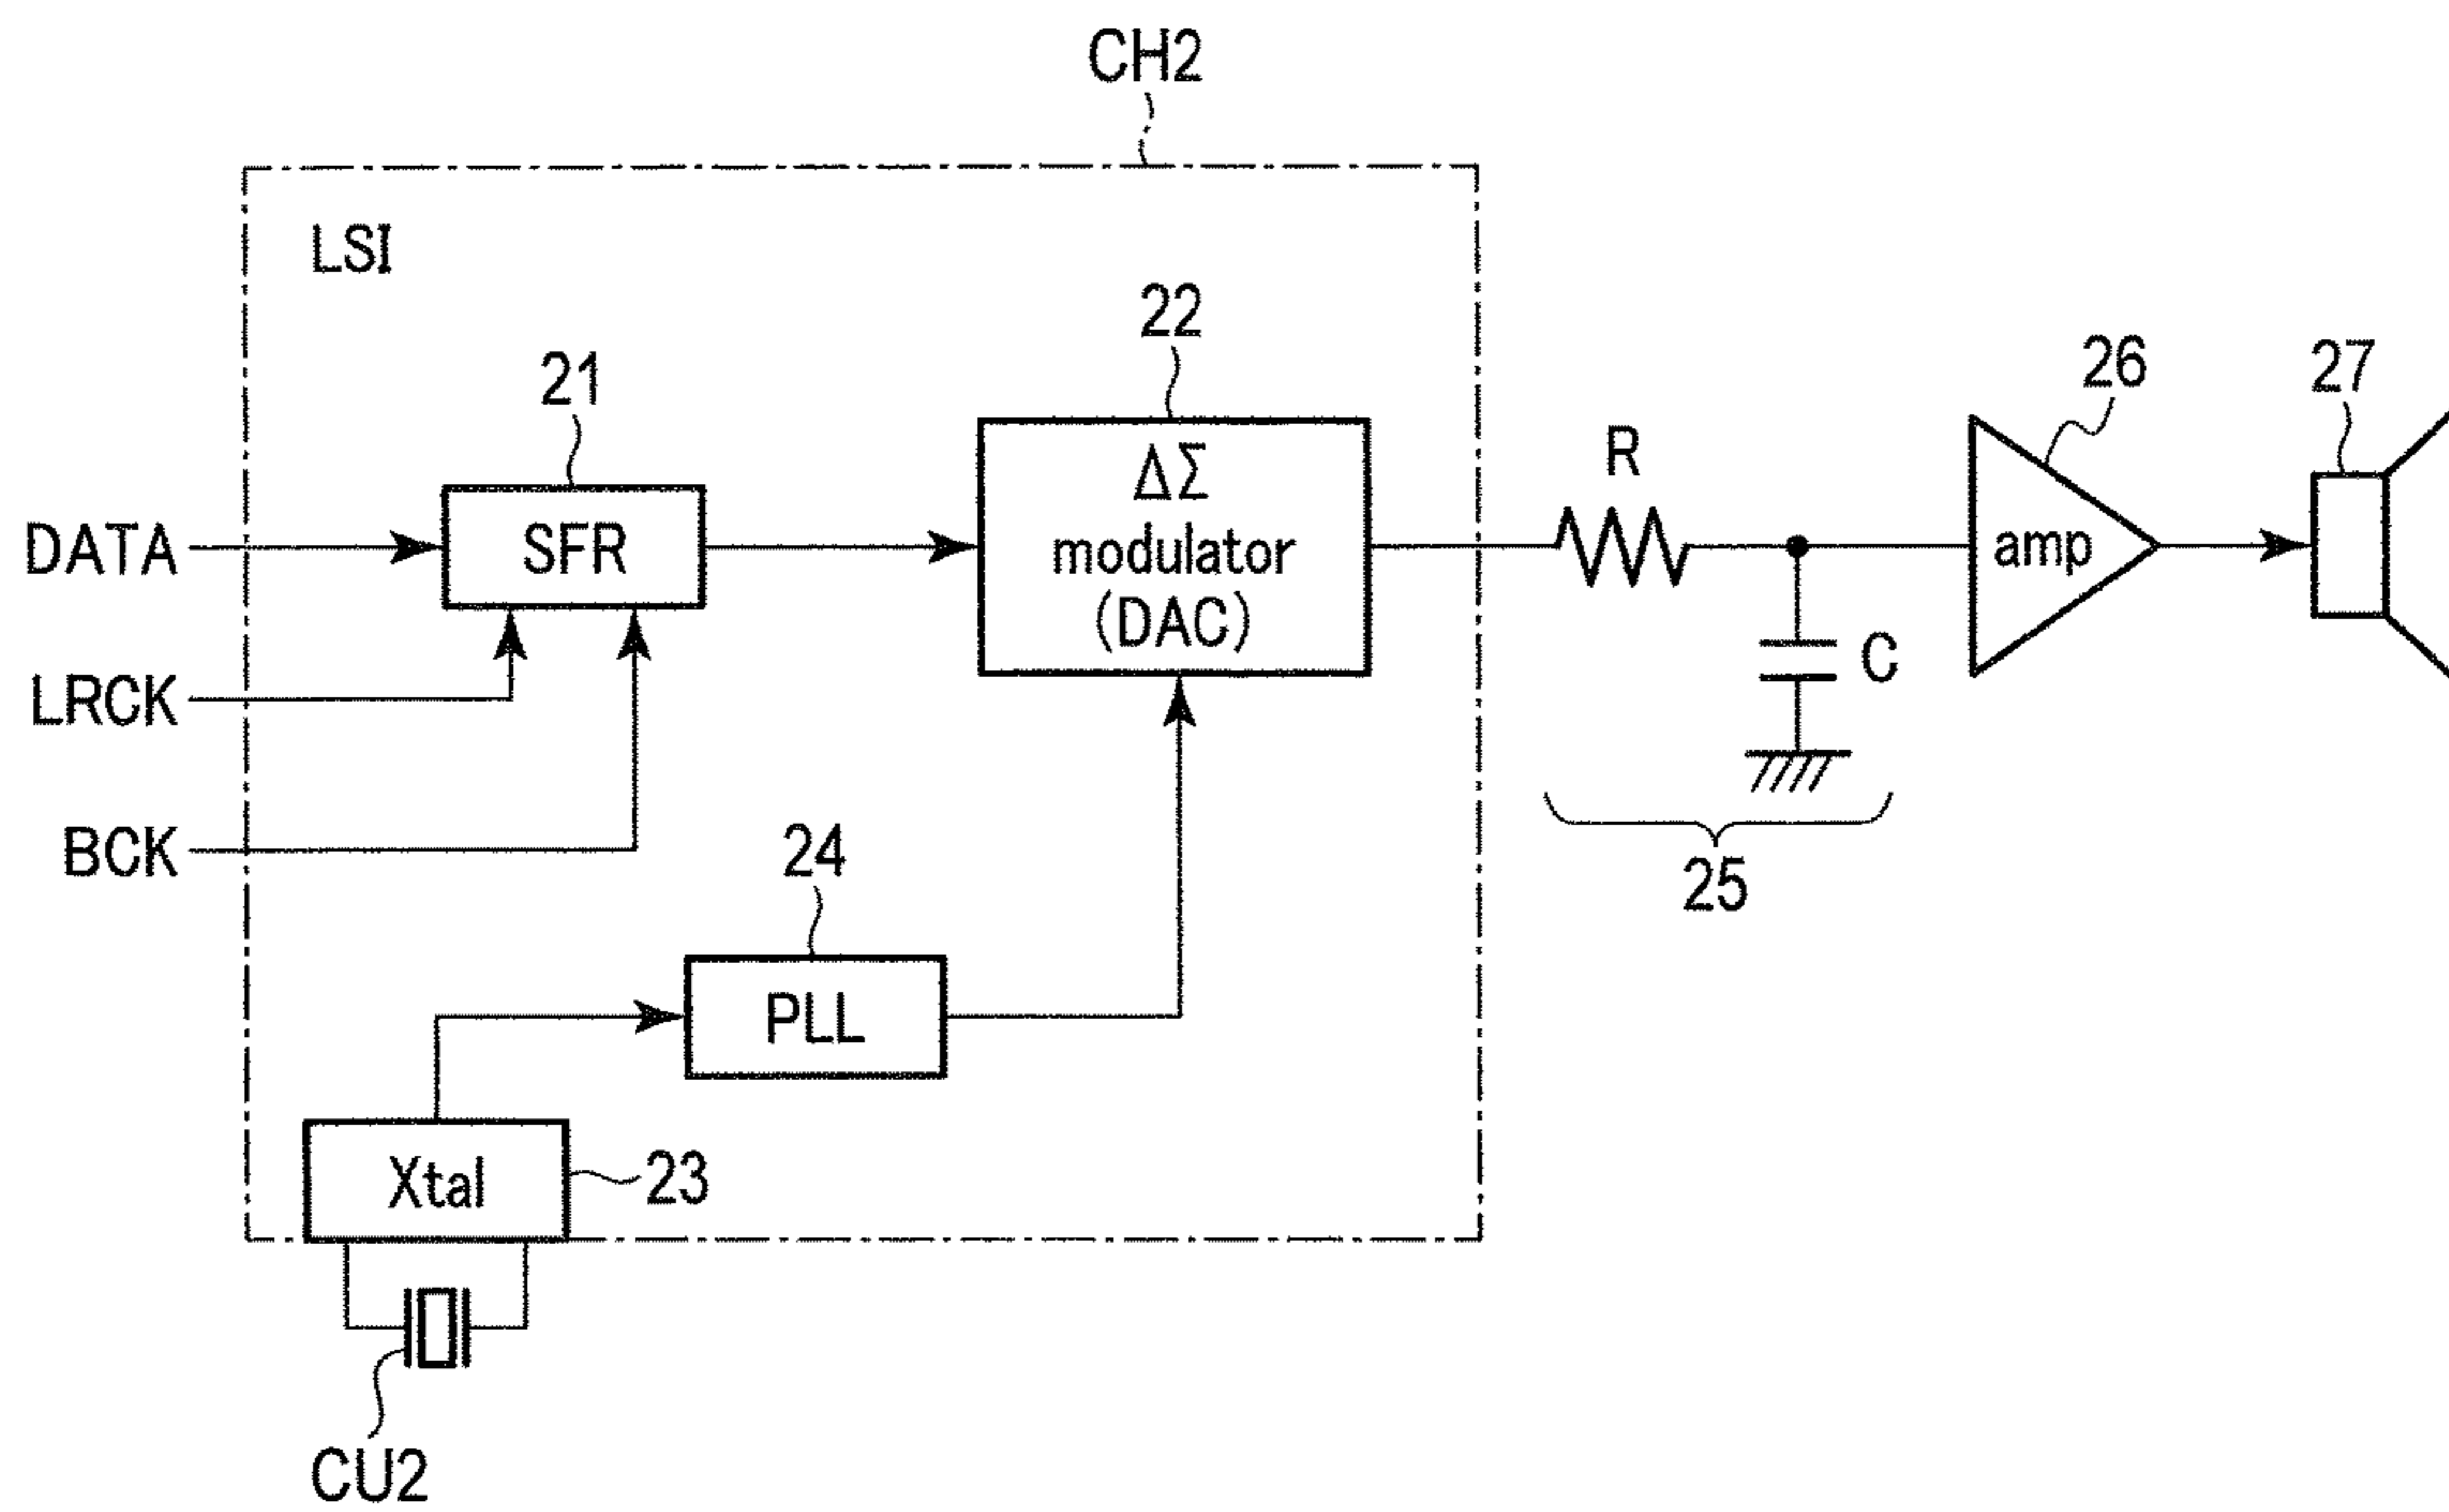 CH2
LSI
22
21
26
27
ΔΣ
modulator
(DAC)
R
DATA
SFR
amp
C
LRCK
BCK
24
25
PLL
Xtal
23
CU2